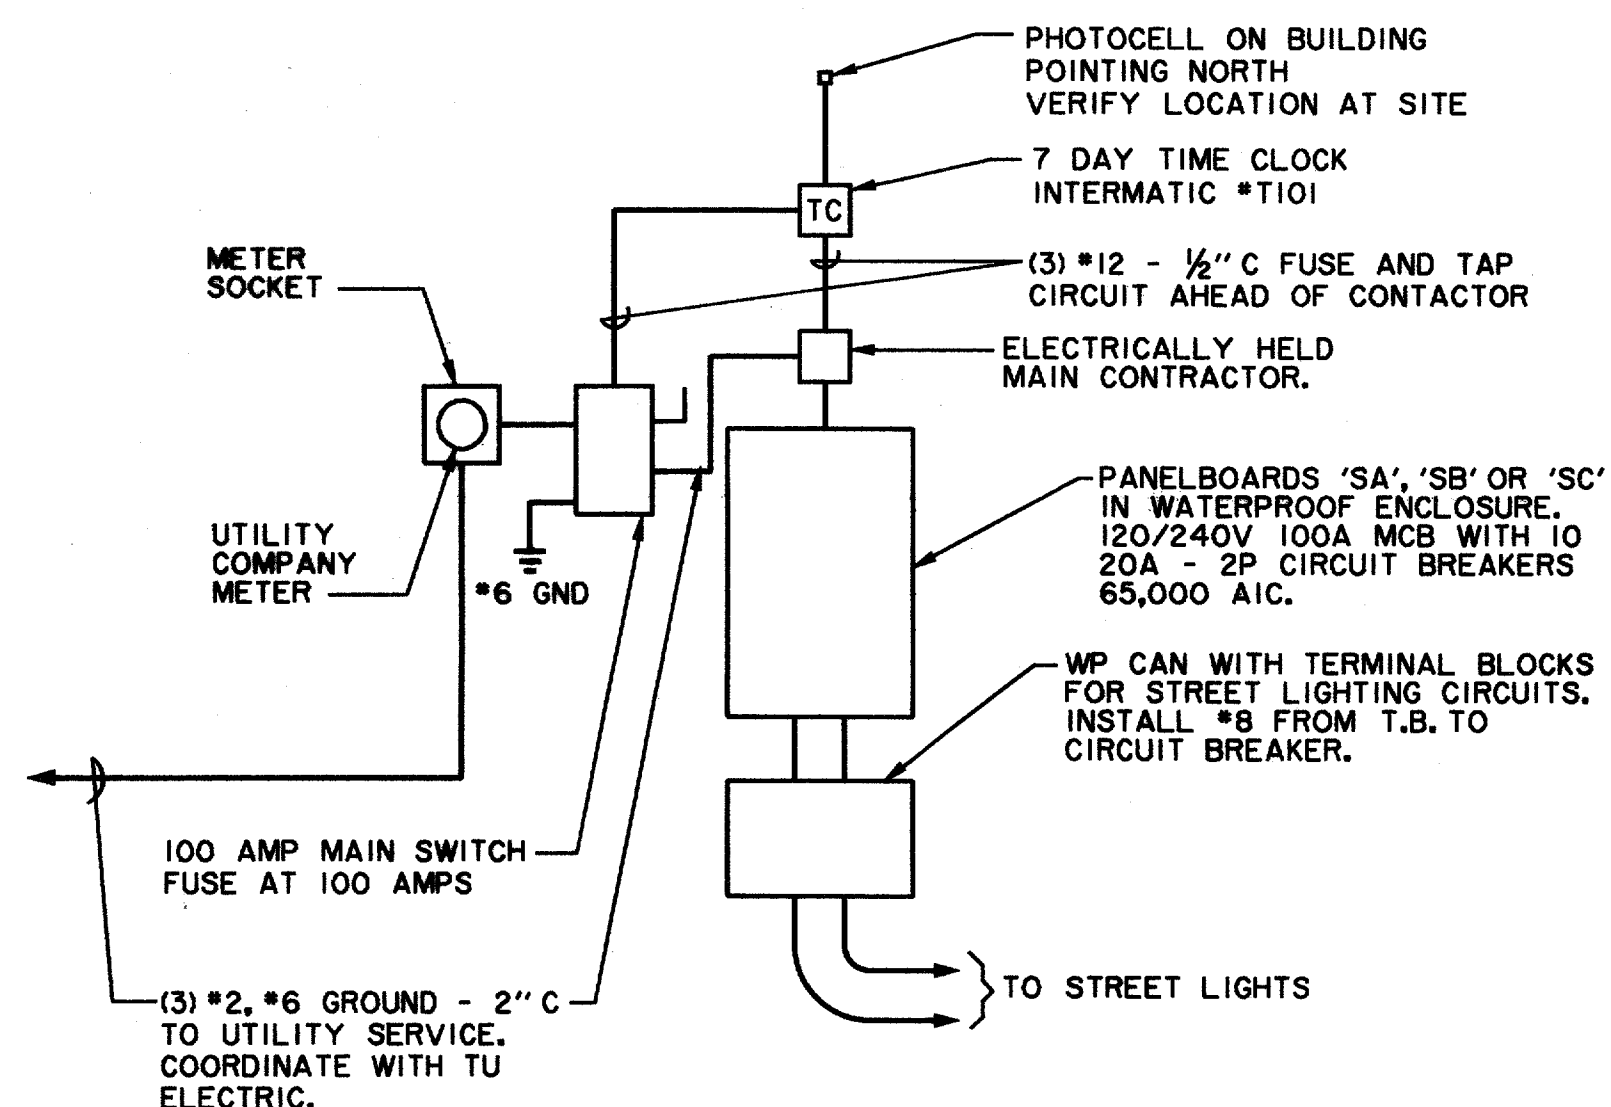 PHOTOCELL ON BUILDING
POINTING NORTH
VERIFY LOCATION AT SITE
7 DAY TIME CLOCK
INTERMATIC #T101
TC
METER
SOCKET
(3) #12 - ½" C FUSE AND TAP
CIRCUIT AHEAD OF CONTACTOR
ELECTRICALLY HELD
MAIN CONTRACTOR.
PANELBOARDS 'SA', 'SB' OR 'SC'
IN WATERPROOF ENCLOSURE.
120/240V 100A MCB WITH 10
20A - 2P CIRCUIT BREAKERS
65,000 AIC.
UTILITY
COMPANY
METER
#6 GND
WP CAN WITH TERMINAL BLOCKS
FOR STREET LIGHTING CIRCUITS.
INSTALL #8 FROM T.B. TO
CIRCUIT BREAKER.
100 AMP MAIN SWITCH
FUSE AT 100 AMPS
(3) #2, #6 GROUND - 2" C
TO UTILITY SERVICE.
COORDINATE WITH TU
ELECTRIC.
TO STREET LIGHTS